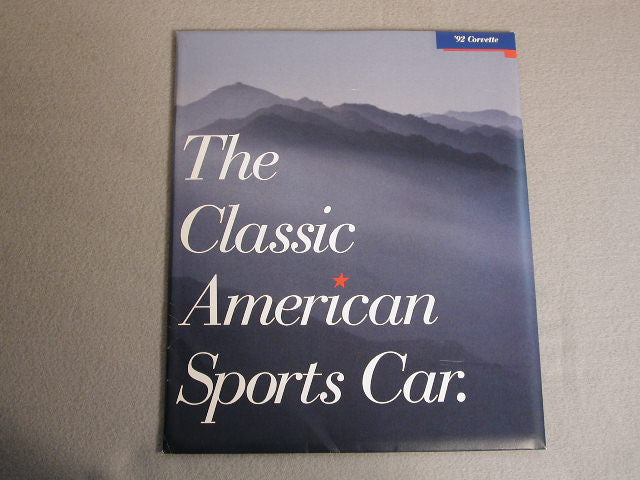 '92 Corvette
The
Classic
American
Sports Car.